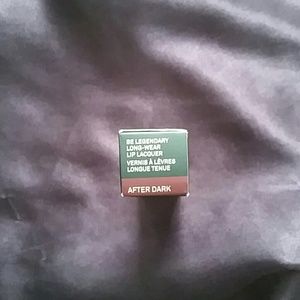 BE LEGENDARY
LONG-WEAR
LIP LACQUER
VERNIS À LÈVRES
LONGUE TENUE
AFTER DARK